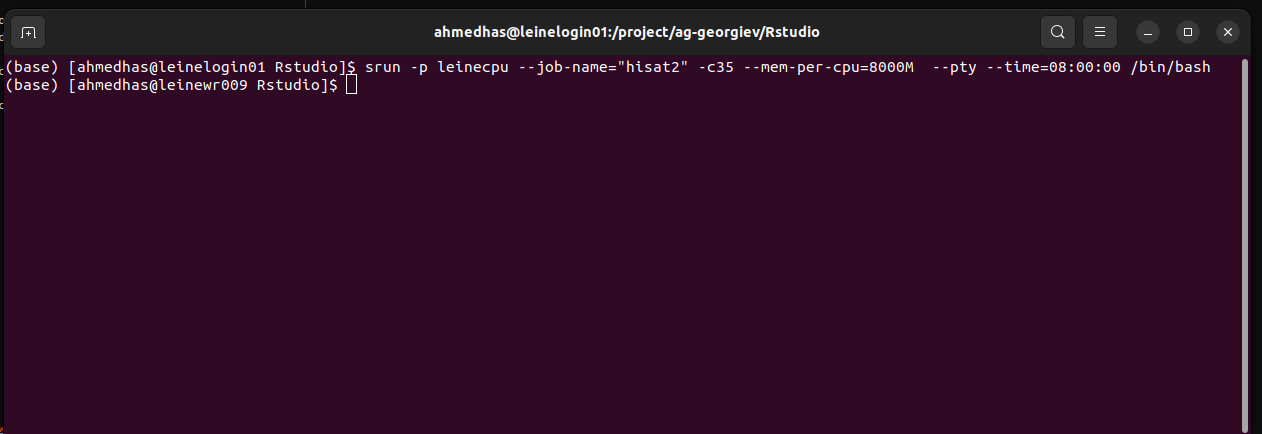 ahmedhas@leinelogin01:/project/ag-georgiev/Rstudio
(base) [ahmedhas@leinelogin01 Rstudio]$ srun -p leinecpu --job-name="hisat2" -c35 --mem-per-cpu=8000M  --pty --time=08:00:00 /bin/bash
(base) [ahmedhas@leinewr009 Rstudio]$